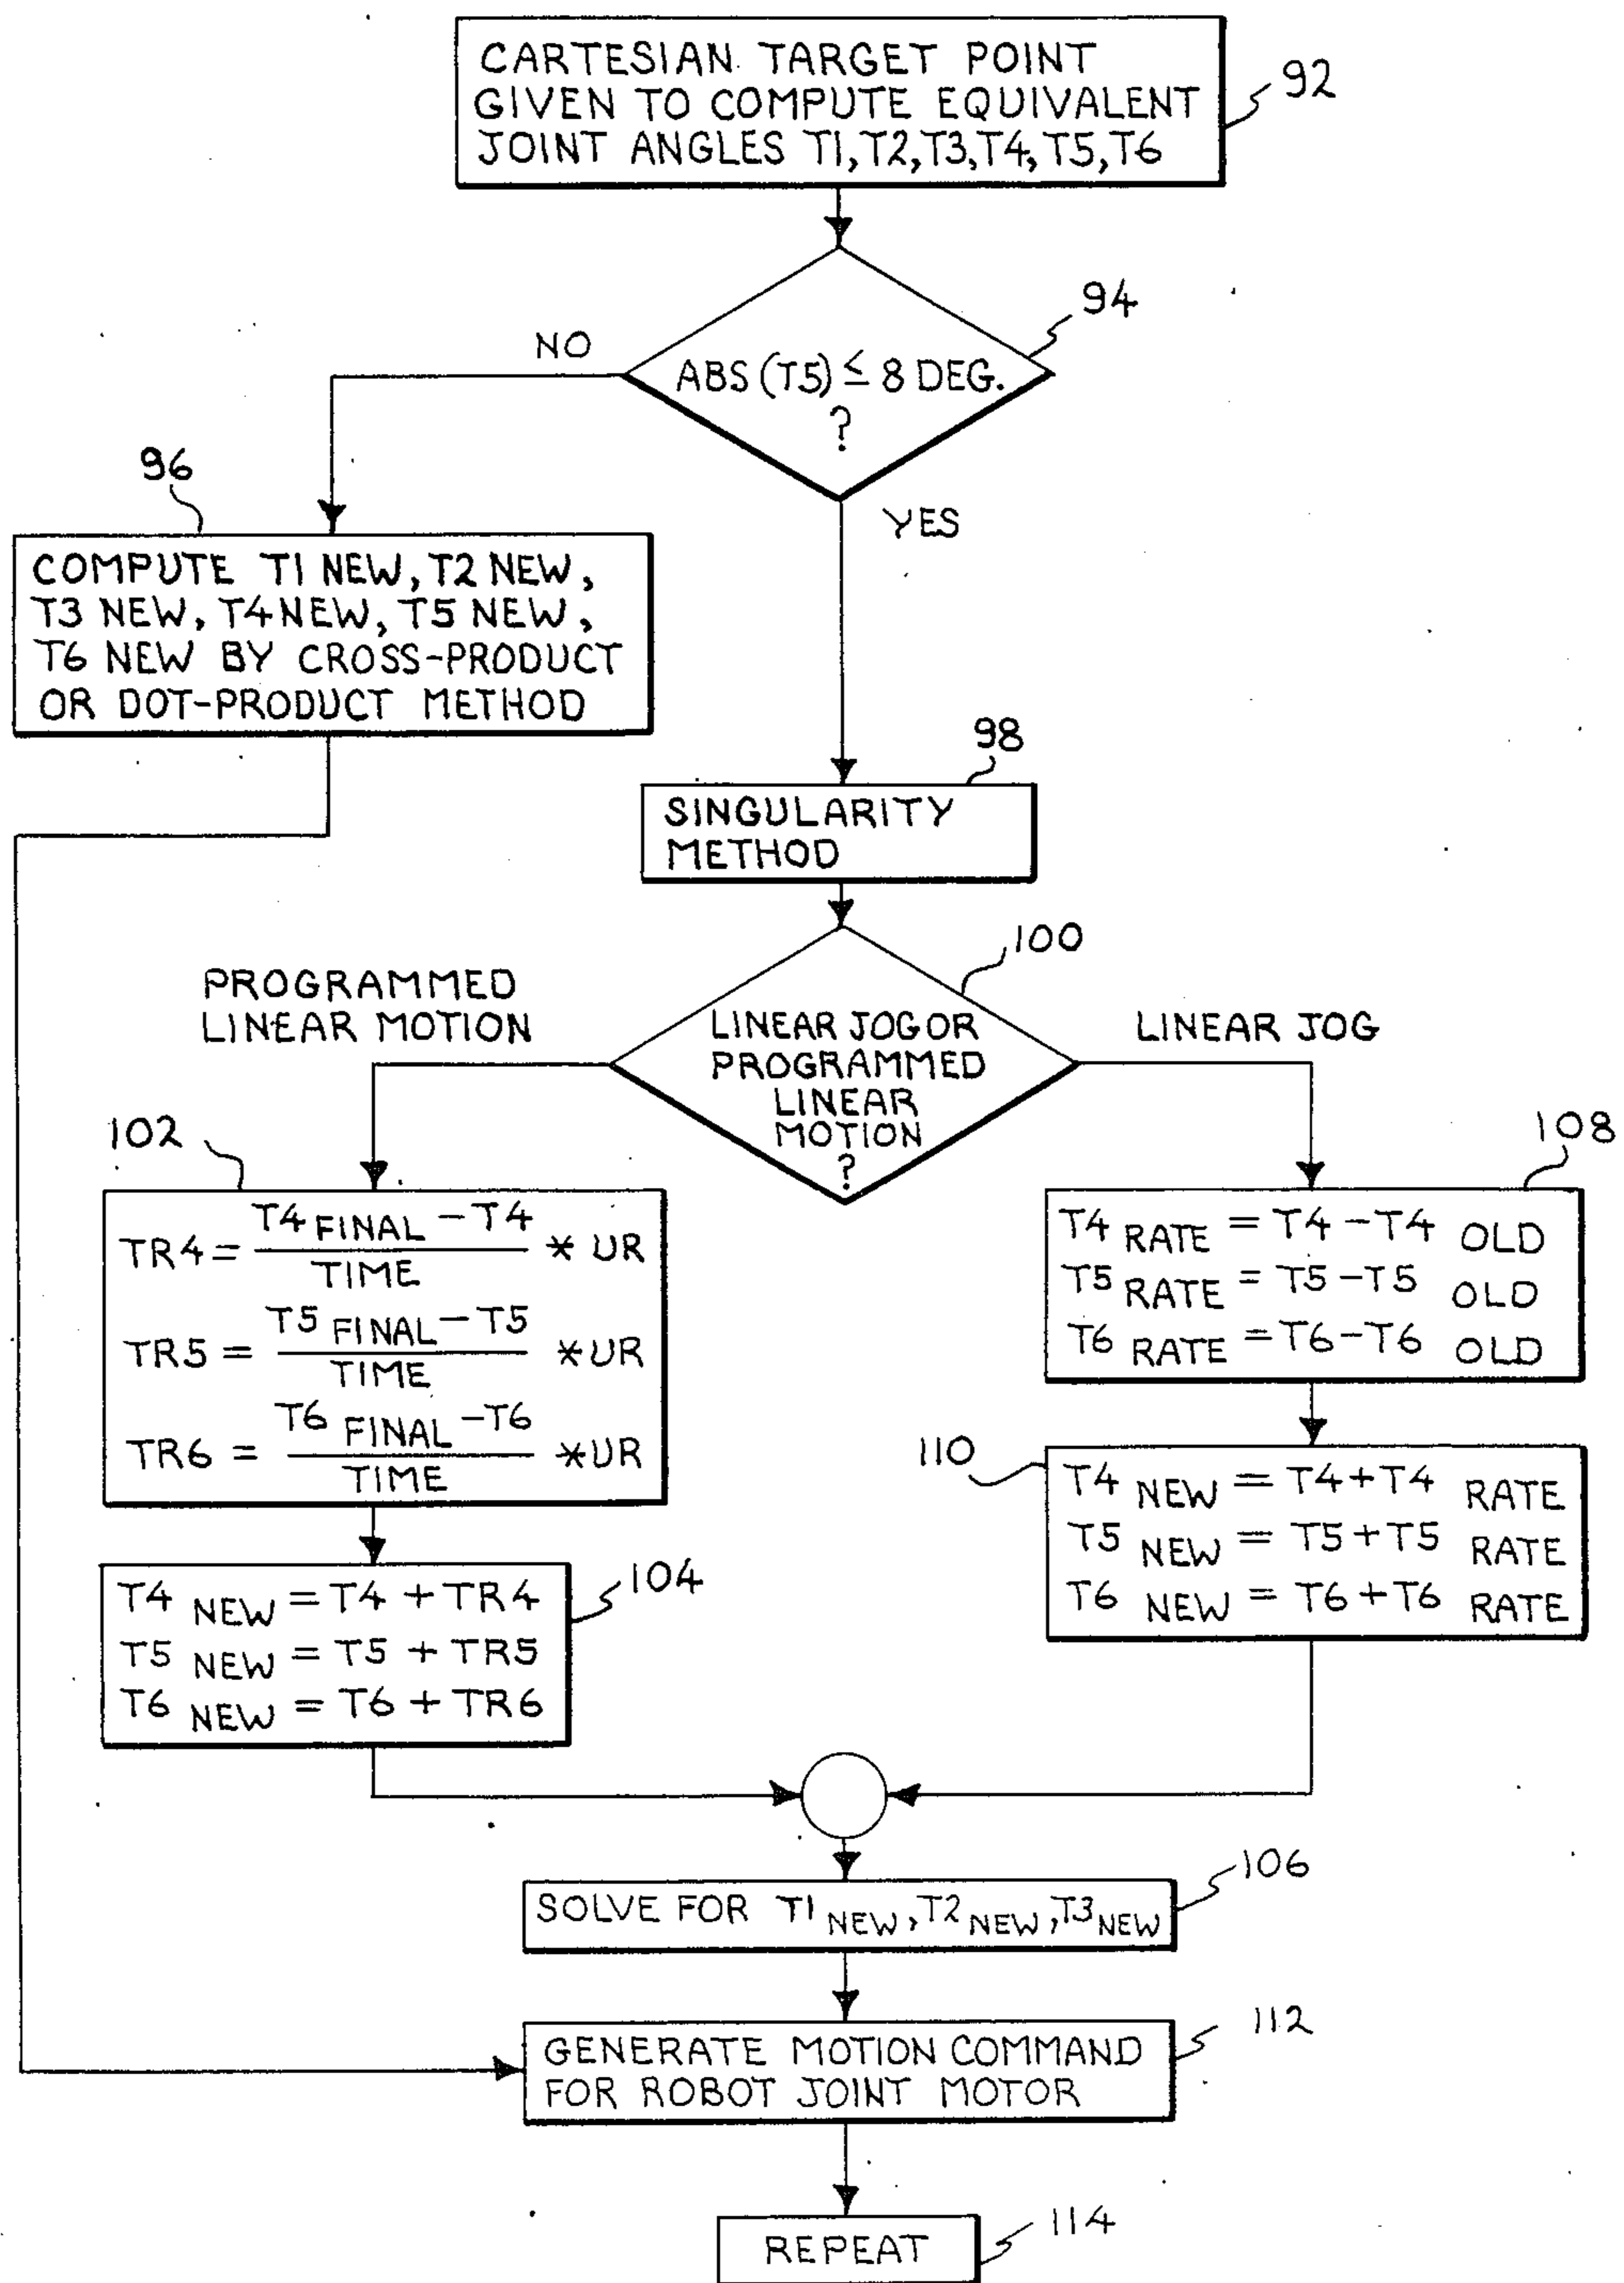 CARTESIAN TARGET POINT
GIVEN TO COMPUTE EQUIVALENT
JOINT ANGLES T1,T2,T3,T4,T5,T6
92
94
ABS (T5) ≤ 8 DEG.
?
NO
YES
96
COMPUTE T1 NEW, T2 NEW,
T3 NEW, T4 NEW, T5 NEW,
T6 NEW BY CROSS-PRODUCT
OR DOT-PRODUCT METHOD
98
SINGULARITY
METHOD
100
PROGRAMMED
LINEAR MOTION
LINEAR JOG OR
PROGRAMMED
LINEAR
MOTION
?
LINEAR JOG
102
T4 FINAL - T4
TR4 = * UR
TIME
T5 FINAL - T5
TR5 = * UR
TIME
T6 FINAL - T6
TR6 = * UR
TIME
108
T4 RATE = T4 - T4 OLD
T5 RATE = T5 - T5 OLD
T6 RATE = T6 - T6 OLD
104
T4 NEW = T4 + TR4
T5 NEW = T5 + TR5
T6 NEW = T6 + TR6
110
T4 NEW = T4 + T4 RATE
T5 NEW = T5 + T5 RATE
T6 NEW = T6 + T6 RATE
106
SOLVE FOR T1 NEW, T2 NEW, T3 NEW
112
GENERATE MOTION COMMAND
FOR ROBOT JOINT MOTOR
114
REPEAT